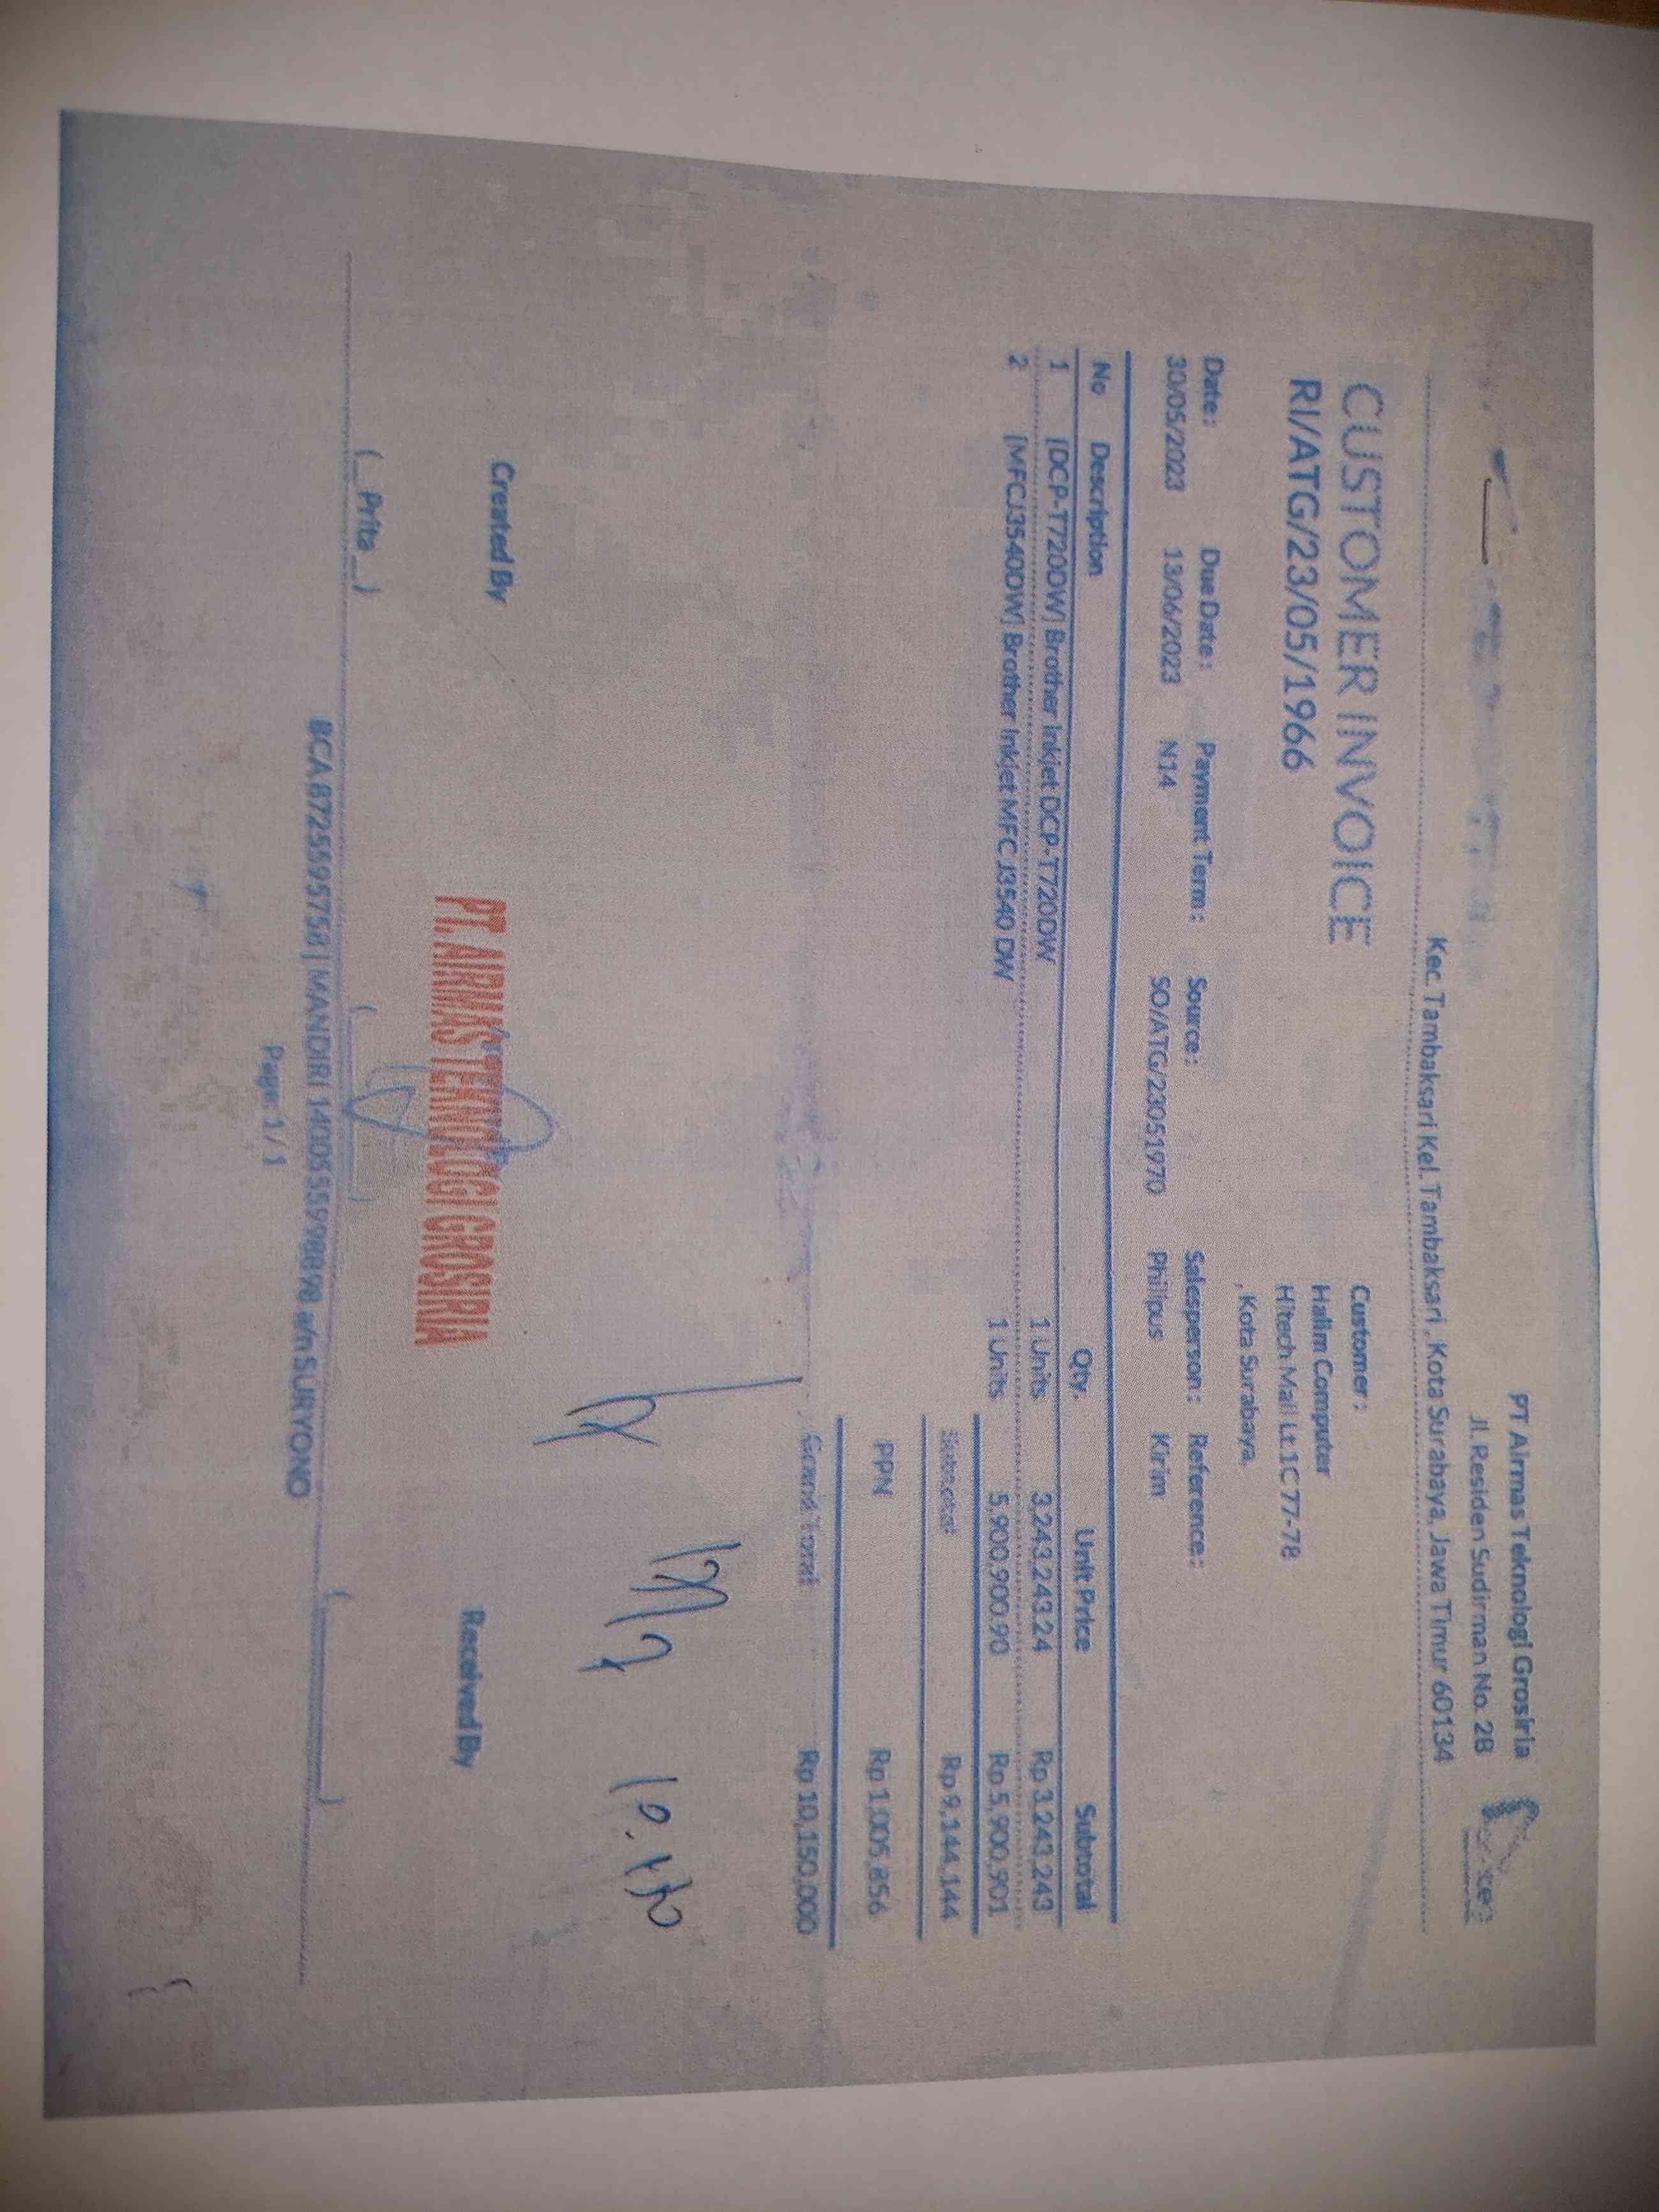 PT Airmas Teknologi Grosiria
Jl. Residen Sudirman No. 2B
Kec. Tambaksari Kel. Tambaksari , Kota Surabaya, Jawa Timur 60134
CUSTOMER INVOICE
RI/ATG/23/05/1966
Customer :
Halim Computer
Hitech Mall Lt.1C 77-78
, Kota Surabaya
Date : Due Date : Payment Term : Source : Salesperson : Reference :
30/05/2023 13/06/2023 N14 SO/ATG/23051970 Philipus Kirim
No Description Qty. Unit Price Subtotal
1 [DCP-T720DW] Brother Inkjet DCP-T720DW 1 Units 3.243.243.24 Rp 3,243,243
2 [MFCJ3540DW] Brother Inkjet MFC J3540 DW 1 Units 5,900,900.90 Rp 5,900,901
Subtotal Rp 9,144,144
PPN Rp 1,005,856
Grand Total Rp 10,150,000
Created By Received By
PT. AIRMAS TEKNOLOGI GROSIRIA
(_ Prita _)
BCA 8725595758 | MANDIRI 1400555998898 a/n SURYONO
Page: 1 / 1